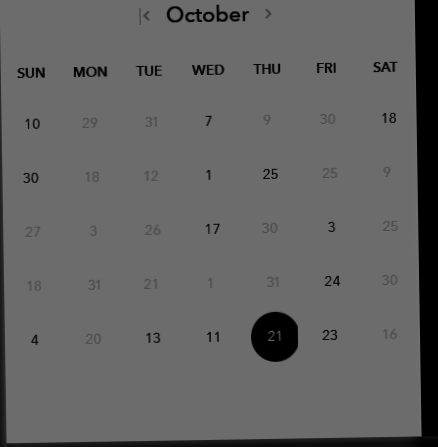 |< October >
SUN MON TUE WED THU FRI SAT
10 29 31 7 9 30 18
30 18 12 1 25 25 9
27 3 26 17 30 3 25
18 31 21 1 31 24 30
4 20 13 11 21 23 16